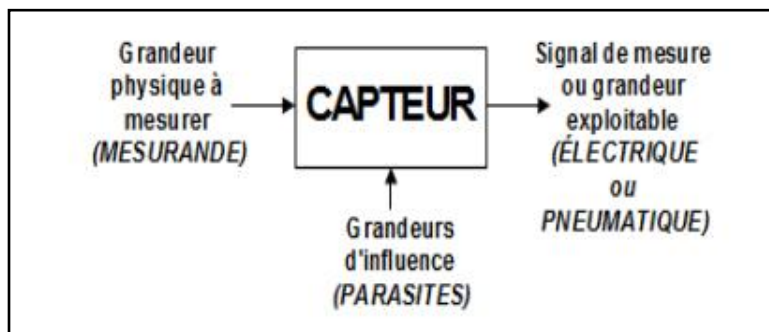 Grandeur
physique à
mesurer
(MESURANDE)
CAPTEUR
Signal de mesure
ou grandeur
exploitable
(ÉLECTRIQUE
ou
PNEUMATIQUE)
Grandeurs
d'influence
(PARASITES)